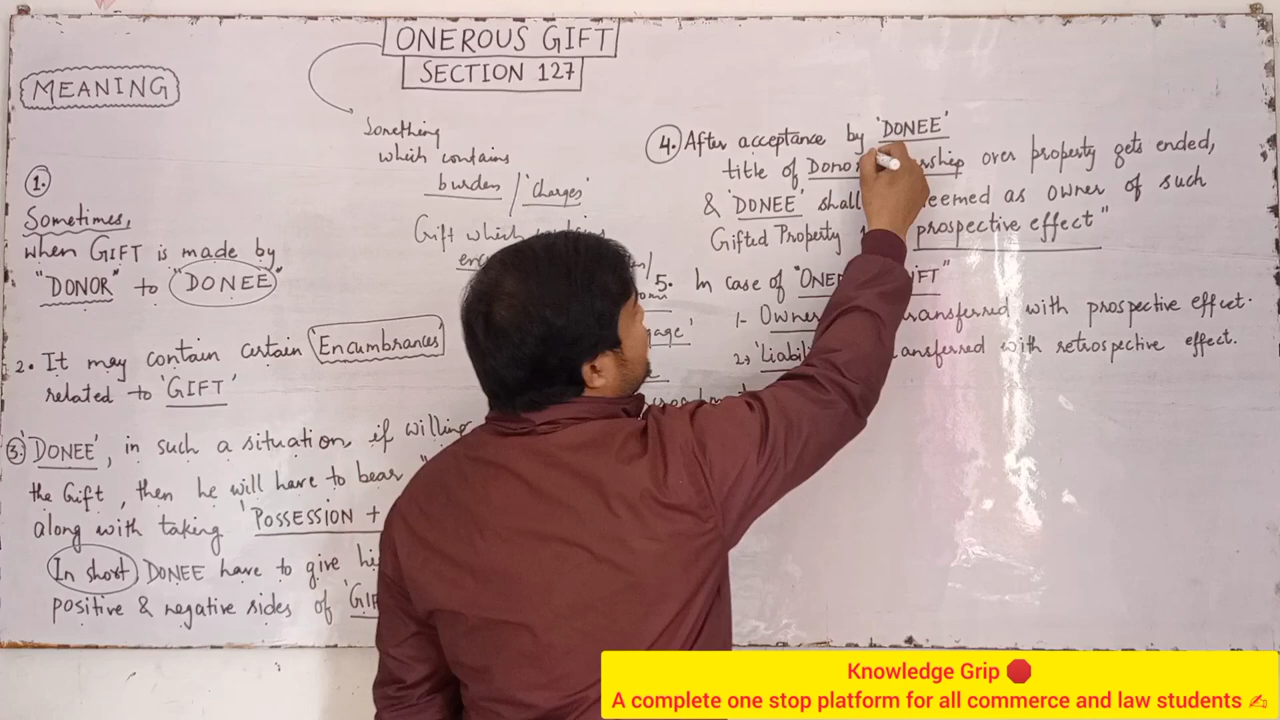 ONEROUS GIFT
SECTION 127
MEANING
Something
which contains
burden / 'Charges'
Gift which
1.
Sometimes,
when GIFT is made by
"DONOR" to "DONEE"
2. It may contain certain 'Encumbrances'
related to 'GIFT'
3. 'DONEE', in such a situation, if willing
the Gift, then he will have to bear "
along with taking 'POSSESSION +
In short DONEE have to give
positive & negative sides of
4. After acceptance by 'DONEE'
title of over property gets ended,
& 'DONEE' shall as owner of such
Gifted Property prospective effect"
5. In case of
1- with prospective effect.
2> with retrospective effect.
Knowledge Grip 🛑
A complete one stop platform for all commerce and law students ✍